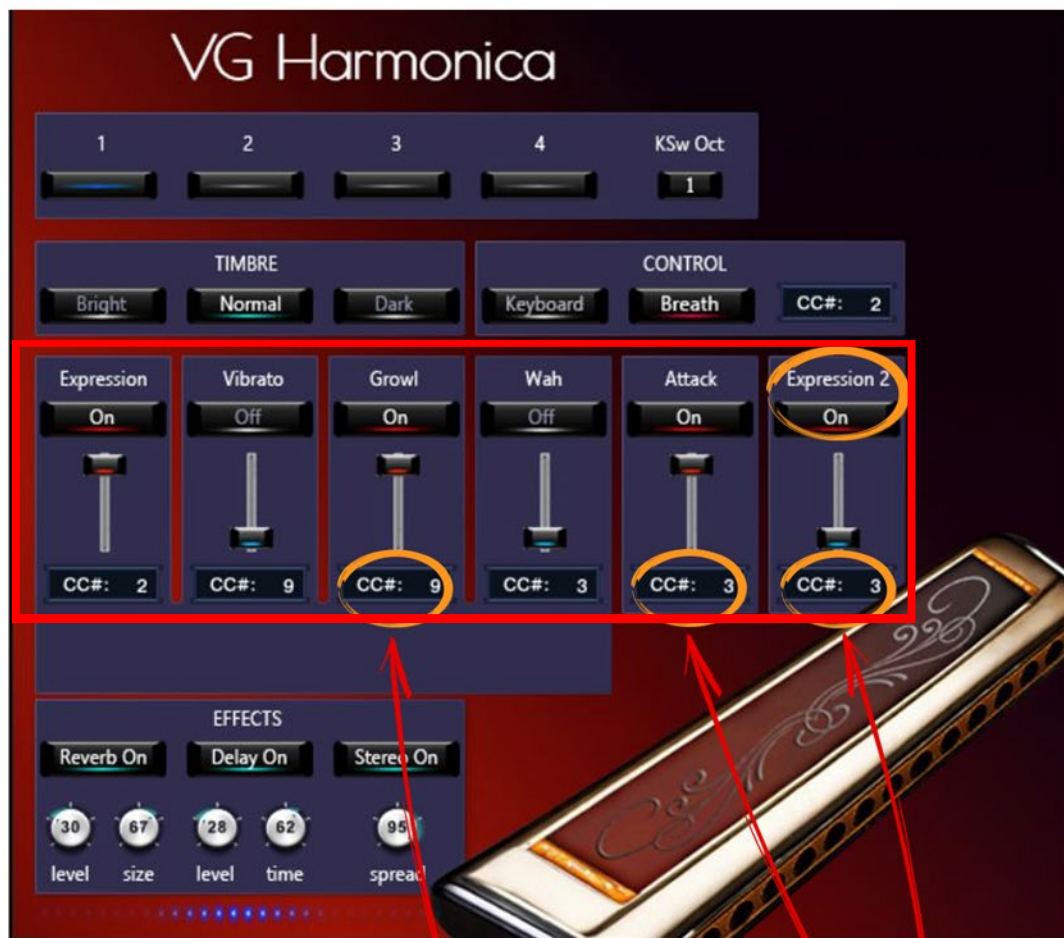 VG Harmonica
1 2 3 4 KSw Oct
1
TIMBRE CONTROL
Bright Normal Dark Keyboard Breath CC#: 2
Expression Vibrato Growl Wah Attack Expression 2
On Off On Off On On
CC#: 2 CC#: 9 CC#: 9 CC#: 3 CC#: 3 CC#: 3
EFFECTS
Reverb On Delay On Stereo On
30 67 28 62 95
level size level time spread